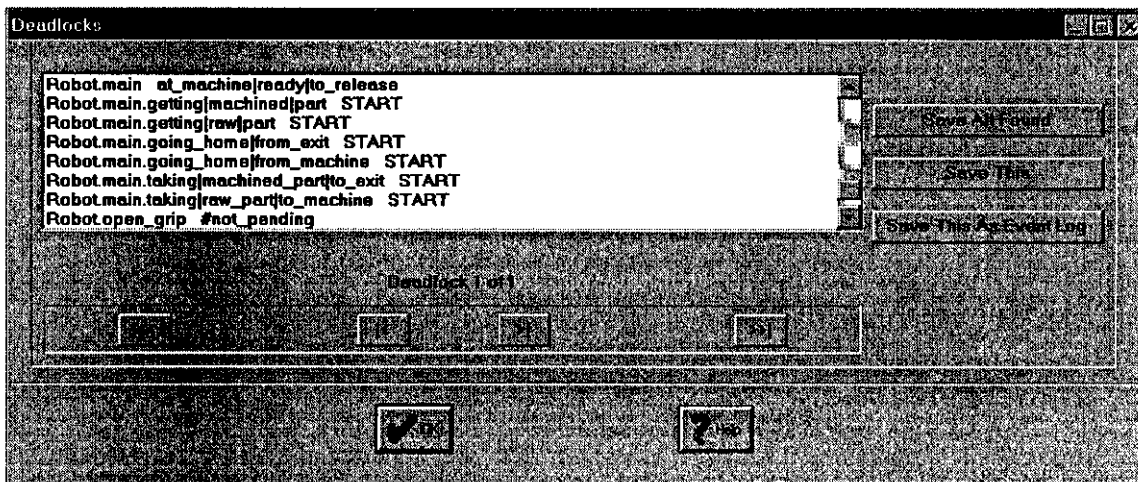 Deadlocks
Robot.main at_machine|ready|to_release
Robot.main.getting|machined|part START
Robot.main.getting|raw|part START
Robot.main.going_home|from_exit START
Robot.main.going_home|from_machine START
Robot.main.taking|machined_part|to_exit START
Robot.main.taking|raw_part|to_machine START
Robot.open_grip #not_pending
Save All Found
Save This
Save This As Event Log
Deadlock 1 of 1
Help